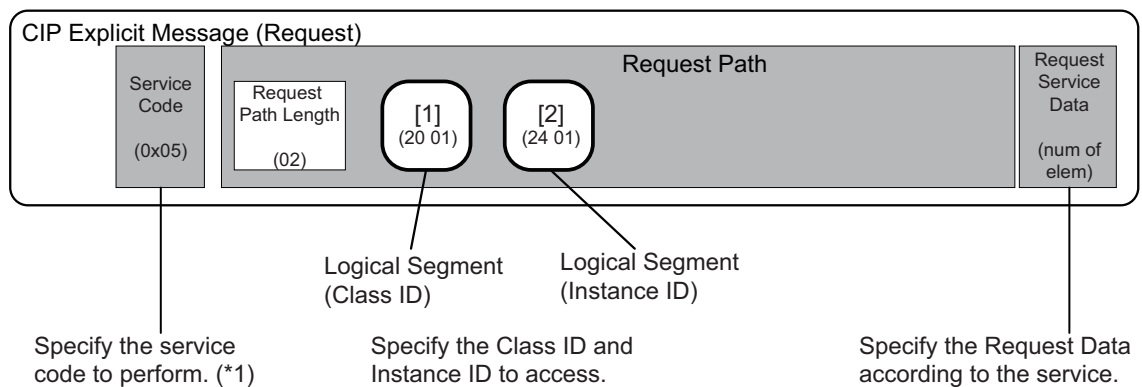 CIP Explicit Message (Request)
Service
Code
(0x05)
Request Path
Request
Path Length
(02)
[1]
(20 01)
[2]
(24 01)
Request
Service
Data
(num of
elem)
Logical Segment
(Class ID)
Logical Segment
(Instance ID)
Specify the service
code to perform. (*1)
Specify the Class ID and
Instance ID to access.
Specify the Request Data
according to the service.